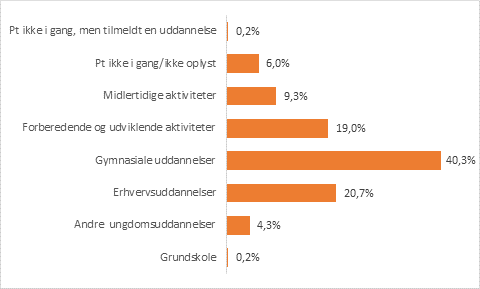 Pt ikke i gang, men tilmeldt en uddannelse 0,2%
Pt ikke i gang/ikke oplyst 6,0%
Midlertidige aktiviteter 9,3%
Forberedende og udviklende aktiviteter 19,0%
Gymnasiale uddannelser 40,3%
Erhvervsuddannelser 20,7%
Andre ungdomsuddannelser 4,3%
Grundskole 0,2%